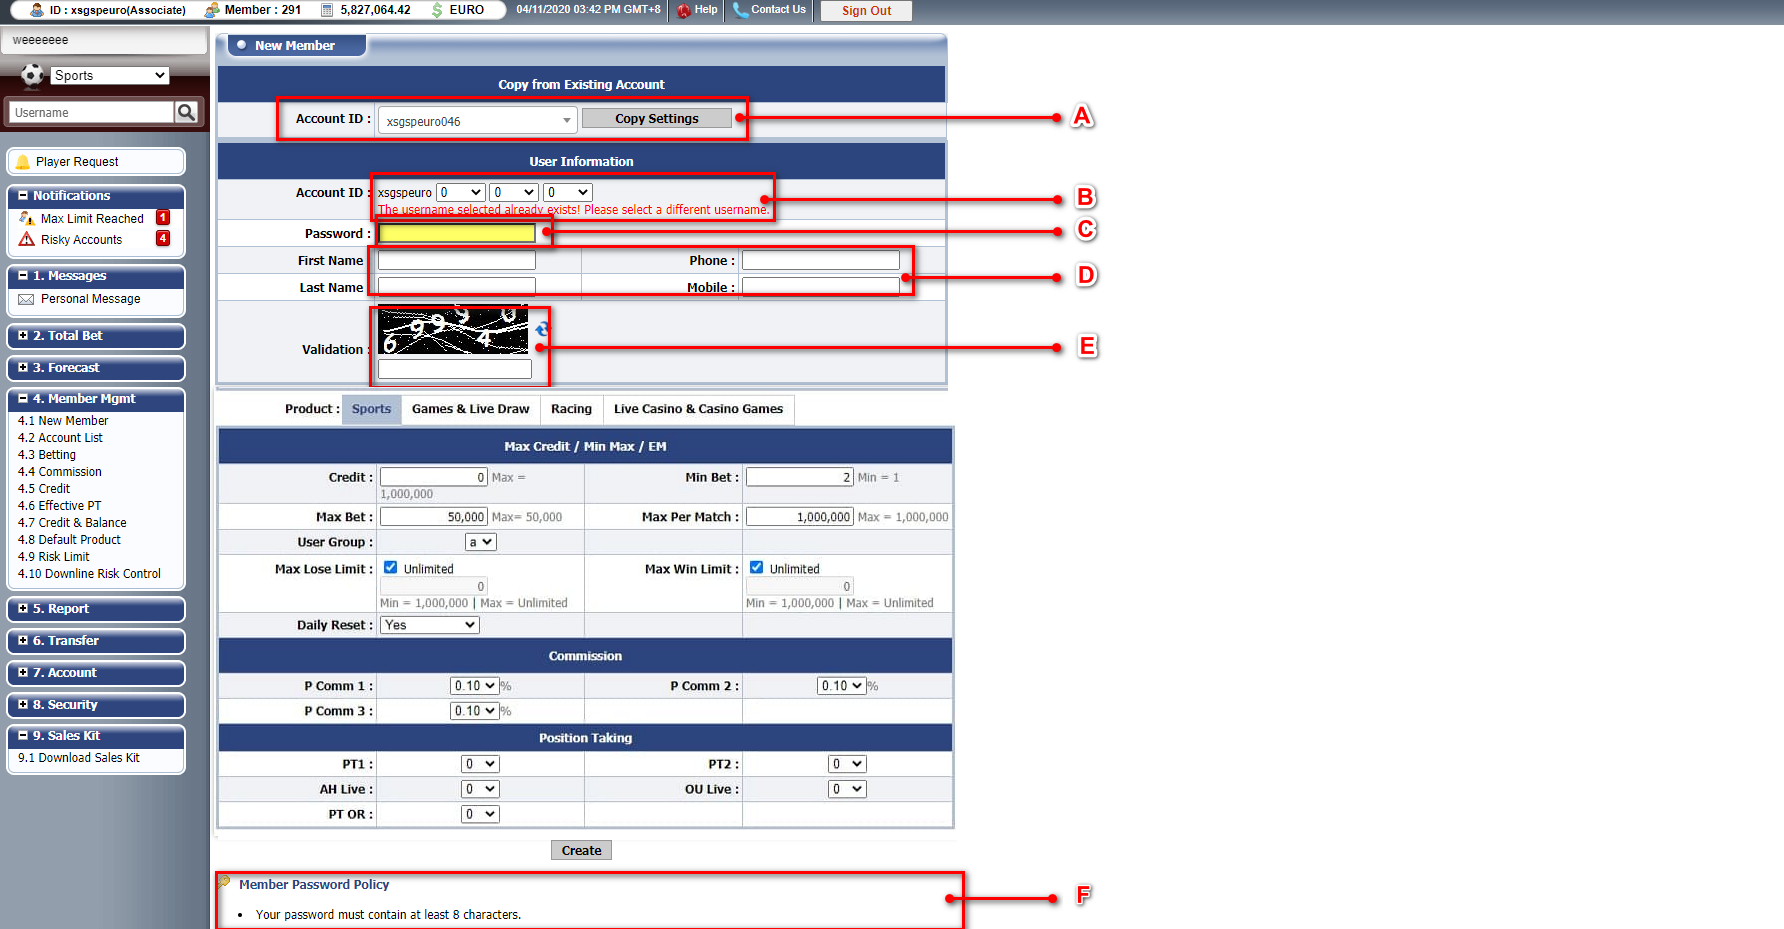 ID : xsgspeuro(Associate) Member : 291 5,827,064.42 $ EURO 04/11/2020 03:42 PM GMT+8 Help Contact Us Sign Out
weeeeeee
Sports
Username
Player Request
Notifications
Max Limit Reached 1
Risky Accounts 4
1. Messages
Personal Message
2. Total Bet
3. Forecast
4. Member Mgmt
4.1 New Member
4.2 Account List
4.3 Betting
4.4 Commission
4.5 Credit
4.6 Effective PT
4.7 Credit & Balance
4.8 Default Product
4.9 Risk Limit
4.10 Downline Risk Control
5. Report
6. Transfer
7. Account
8. Security
9. Sales Kit
9.1 Download Sales Kit
New Member
Copy from Existing Account
Account ID : xsgspeuro046 Copy Settings A
User Information
Account ID : xsgspeuro 0 0 0
The username selected already exists! Please select a different username. B
Password : C
First Name Phone :
D
Last Name Mobile :
699940
Validation : E
Product : Sports Games & Live Draw Racing Live Casino & Casino Games
Max Credit / Min Max / EM
Credit : 0 Max =
1,000,000
Min Bet : 2 Min = 1
Max Bet : 50,000 Max= 50,000 Max Per Match : 1,000,000 Max = 1,000,000
User Group : a
Max Lose Limit : Unlimited Max Win Limit : Unlimited
0 0
Min = 1,000,000 | Max = Unlimited Min = 1,000,000 | Max = Unlimited
Daily Reset : Yes
Commission
P Comm 1 : 0.10 % P Comm 2 : 0.10 %
P Comm 3 : 0.10 %
Position Taking
PT1 : 0 PT2 : 0
AH Live : 0 OU Live : 0
PT OR : 0
Create
Member Password Policy F
• Your password must contain at least 8 characters.